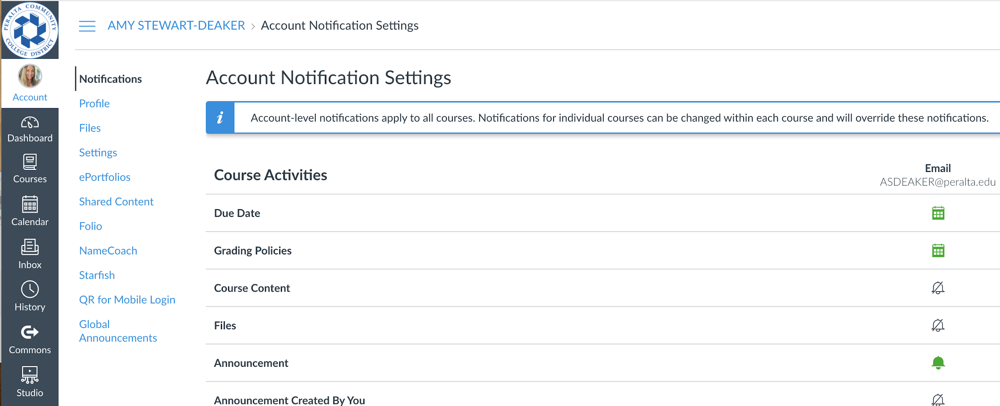 PERALTA COMMUNITY
COLLEGE DISTRICT
AMY STEWART-DEAKER > Account Notification Settings
Account
Dashboard
Courses
Calendar
Inbox
History
Commons
Studio
Notifications
Profile
Files
Settings
ePortfolios
Shared Content
Folio
NameCoach
Starfish
QR for Mobile Login
Global
Announcements
Account Notification Settings
i
Account-level notifications apply to all courses. Notifications for individual courses can be changed within each course and will override these notifications.
Course Activities
Email
ASDEAKER@peralta.edu
Due Date
Grading Policies
Course Content
Files
Announcement
Announcement Created By You